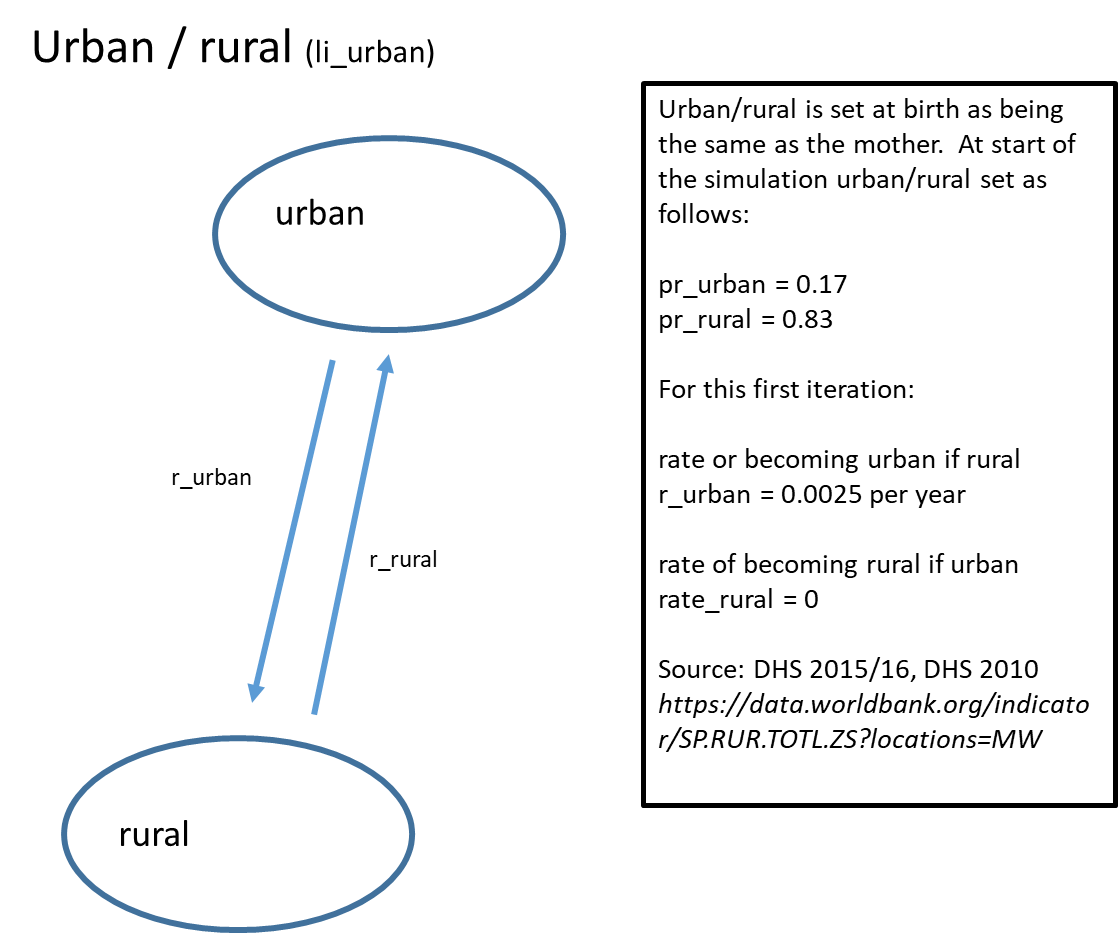 Urban / rural (li_urban)
urban
r_urban
r_rural
rural
Urban/rural is set at birth as being
the same as the mother.  At start of
the simulation urban/rural set as
follows:
pr_urban = 0.17
pr_rural = 0.83
For this first iteration:
rate or becoming urban if rural
r_urban = 0.0025 per year
rate of becoming rural if urban
rate_rural = 0
Source: DHS 2015/16, DHS 2010
https://data.worldbank.org/indicato
r/SP.RUR.TOTL.ZS?locations=MW